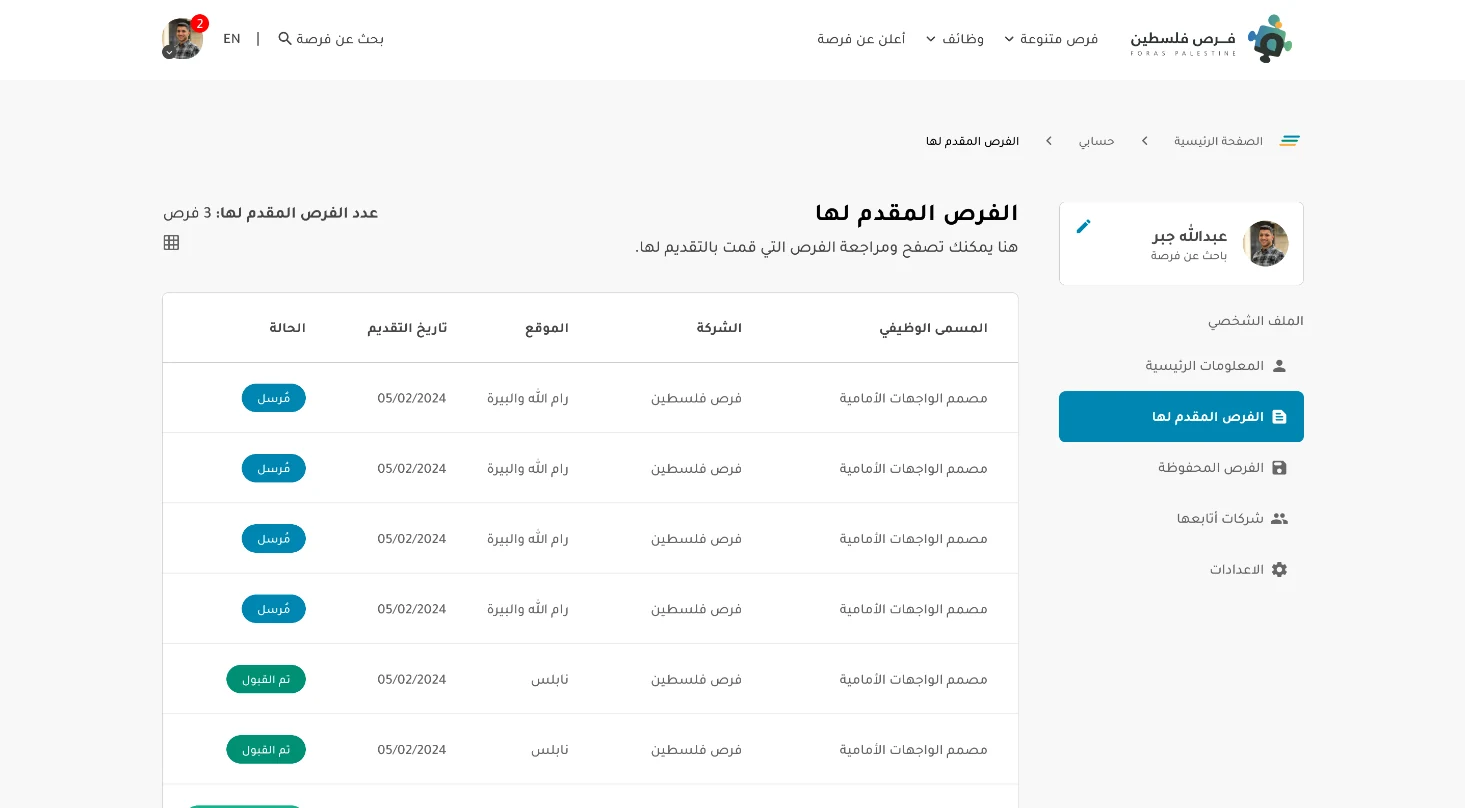 فــرص فلسطين
FORAS PALESTINE
فرص متنوعة
وظائف
أعلن عن فرصة
بحث عن فرصة
|
EN
2
الصفحة الرئيسية
حسابي
الفرص المقدم لها
عبدالله جبر
باحث عن فرصة
الملف الشخصي
المعلومات الرئيسية
الفرص المقدم لها
الفرص المحفوظة
شركات أتابعها
الاعدادات
الفرص المقدم لها
هنا يمكنك تصفح ومراجعة الفرص التي قمت بالتقديم لها.
عدد الفرص المقدم لها: 3 فرص
المسمى الوظيفي الشركة الموقع تاريخ التقديم الحالة
مصمم الواجهات الأمامية فرص فلسطين رام الله والبيرة 05/02/2024 مُرسل
مصمم الواجهات الأمامية فرص فلسطين رام الله والبيرة 05/02/2024 مُرسل
مصمم الواجهات الأمامية فرص فلسطين رام الله والبيرة 05/02/2024 مُرسل
مصمم الواجهات الأمامية فرص فلسطين رام الله والبيرة 05/02/2024 مُرسل
مصمم الواجهات الأمامية فرص فلسطين نابلس 05/02/2024 تم القبول
مصمم الواجهات الأمامية فرص فلسطين نابلس 05/02/2024 تم القبول